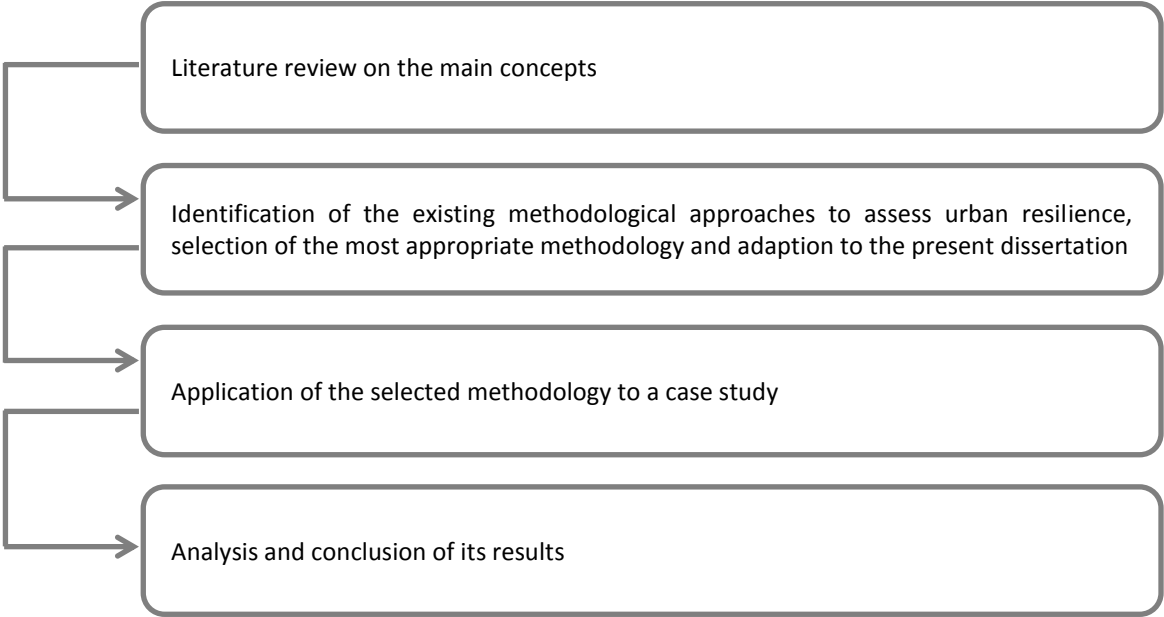 Literature review on the main concepts
Identification of the existing methodological approaches to assess urban resilience,
selection of the most appropriate methodology and adaption to the present dissertation
Application of the selected methodology to a case study
Analysis and conclusion of its results